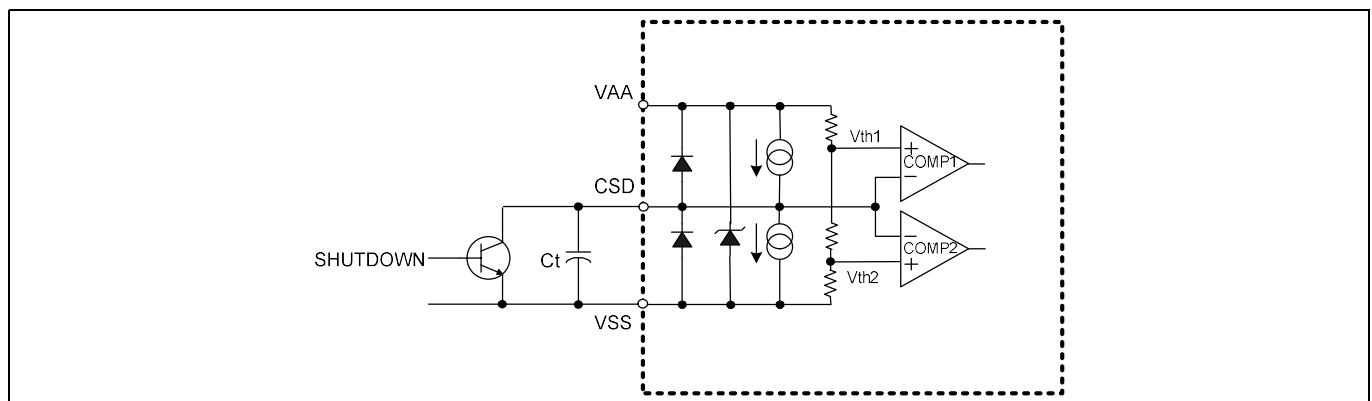 VAA
Vth1
+
COMP1
−
CSD
−
COMP2
+
SHUTDOWN
Ct
Vth2
VSS